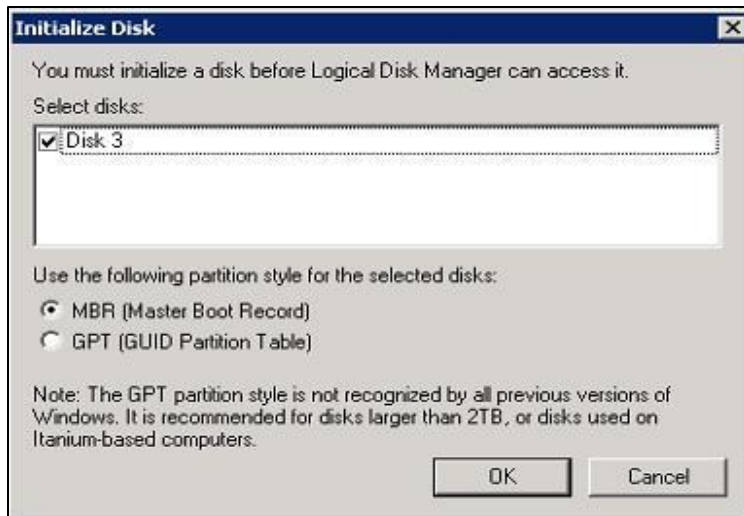 Initialize Disk
You must initialize a disk before Logical Disk Manager can access it.
Select disks:
Disk 3
Use the following partition style for the selected disks:
MBR (Master Boot Record)
GPT (GUID Partition Table)
Note: The GPT partition style is not recognized by all previous versions of
Windows. It is recommended for disks larger than 2TB, or disks used on
Itanium-based computers.
OK
Cancel